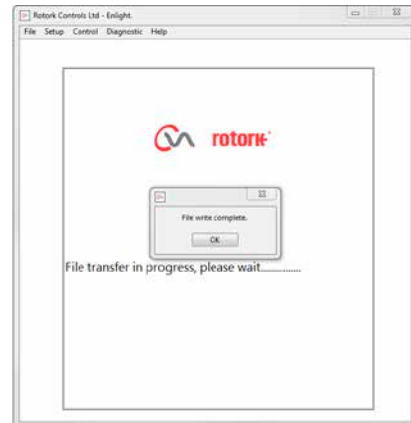 Rotork Controls Ltd - Enlight.
File Setup Control Diagnostic Help
rotork
File write complete.
OK
File transfer in progress, please wait...............